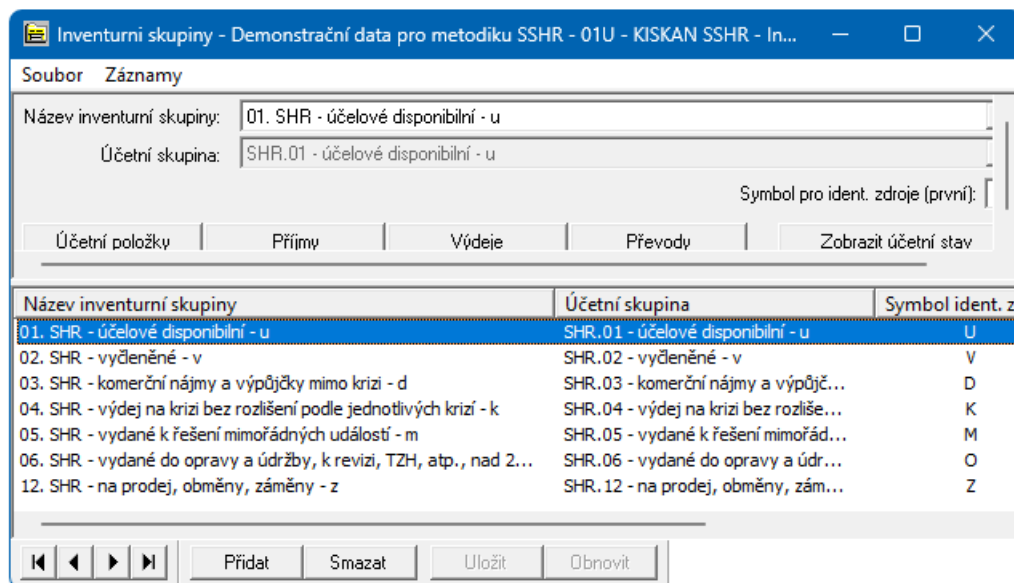 Inventurni skupiny - Demonstrační data pro metodiku SSHR - 01U - KISKAN SSHR - In...
Soubor Záznamy
Název inventurní skupiny: 01. SHR - účelové disponibilní - u
Účetní skupina: SHR.01 - účelové disponibilní - u
Symbol pro ident. zdroje (první):
Účetní položky Příjmy Výdeje Převody Zobrazit účetní stav
Název inventurní skupiny Účetní skupina Symbol ident. z
01. SHR - účelové disponibilní - u SHR.01 - účelové disponibilní - u U
02. SHR - vyčleněné - v SHR.02 - vyčleněné - v V
03. SHR - komerční nájmy a výpůjčky mimo krizi - d SHR.03 - komerční nájmy a výpůjč... D
04. SHR - výdej na krizi bez rozlišení podle jednotlivých krizí - k SHR.04 - výdej na krizi bez rozliše... K
05. SHR - vydané k řešení mimořádných událostí - m SHR.05 - vydané k řešení mimořád... M
06. SHR - vydané do opravy a údržby, k revizi, TZH, atp., nad 2... SHR.06 - vydané do opravy a údr... O
12. SHR - na prodej, obměny, záměny - z SHR.12 - na prodej, obměny, zám... Z
Přidat Smazat Uložit Obnovit